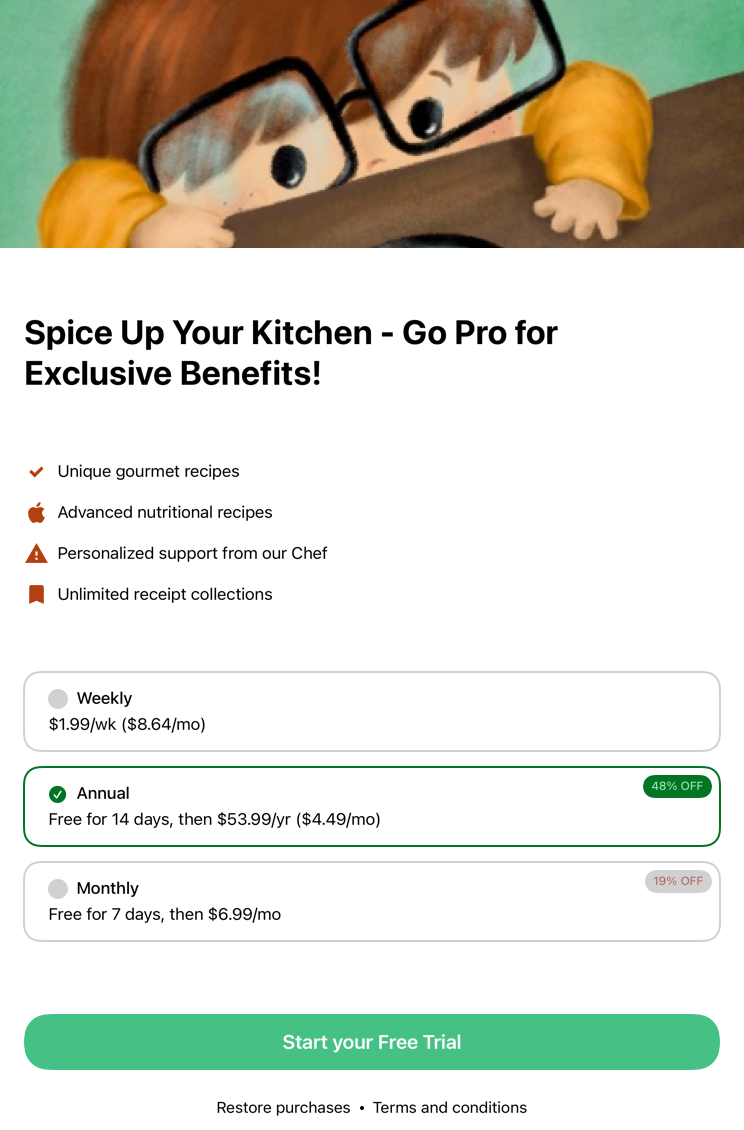 Spice Up Your Kitchen - Go Pro for
Exclusive Benefits!
Unique gourmet recipes
Advanced nutritional recipes
Personalized support from our Chef
Unlimited receipt collections
Weekly
$1.99/wk ($8.64/mo)
48% OFF
Annual
Free for 14 days, then $53.99/yr ($4.49/mo)
19% OFF
Monthly
Free for 7 days, then $6.99/mo
Start your Free Trial
Restore purchases • Terms and conditions